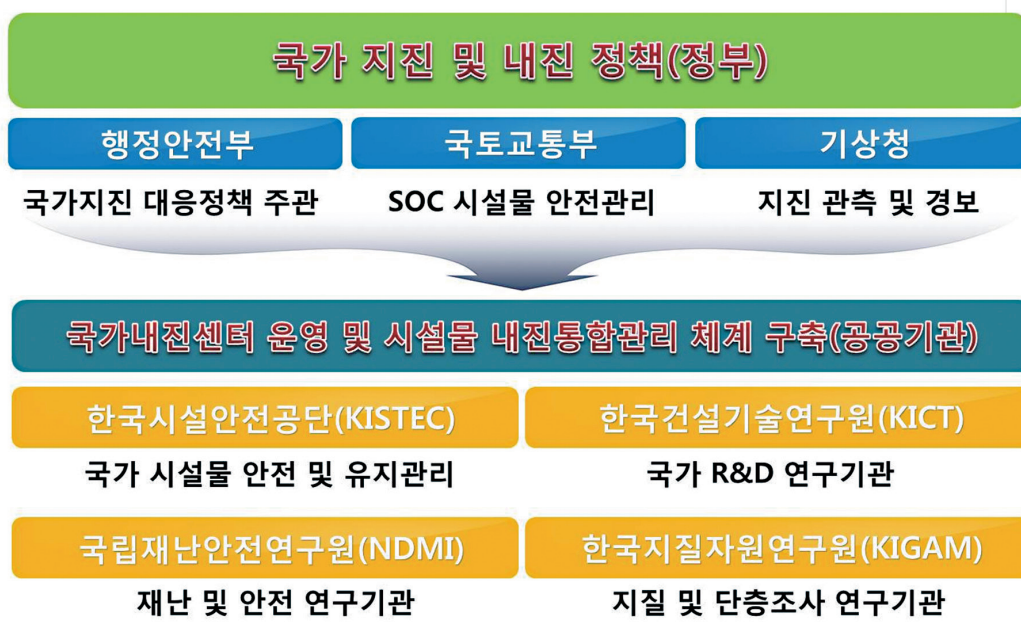 국가 지진 및 내진 정책(정부)
행정안전부 국토교통부 기상청
국가지진 대응정책 주관 SOC 시설물 안전관리 지진 관측 및 경보
국가내진센터 운영 및 시설물 내진통합관리 체계 구축(공공기관)
한국시설안전공단(KISTEC) 한국건설기술연구원(KICT)
국가 시설물 안전 및 유지관리 국가 R&D 연구기관
국립재난안전연구원(NDMI) 한국지질자원연구원(KIGAM)
재난 및 안전 연구기관 지질 및 단층조사 연구기관